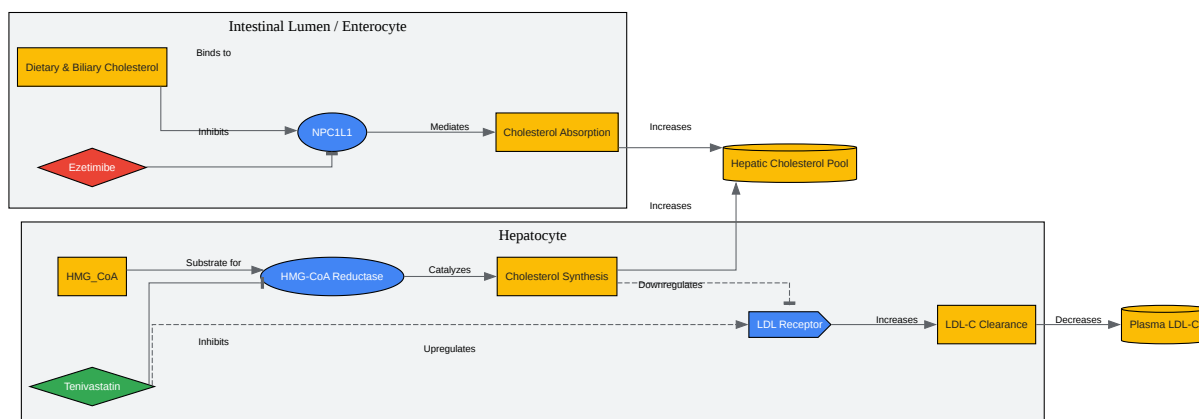 Intestinal Lumen / Enterocyte
Binds to
Dietary & Biliary Cholesterol
Inhibits
NPC1L1
Mediates
Cholesterol Absorption
Increases
Ezetimibe
Hepatic Cholesterol Pool
Increases
Hepatocyte
HMG_CoA
Substrate for
HMG-CoA Reductase
Catalyzes
Cholesterol Synthesis
Downregulates
LDL Receptor
Increases
LDL-C Clearance
Decreases
Plasma LDL-C
Inhibits
Upregulates
Tenivastatin